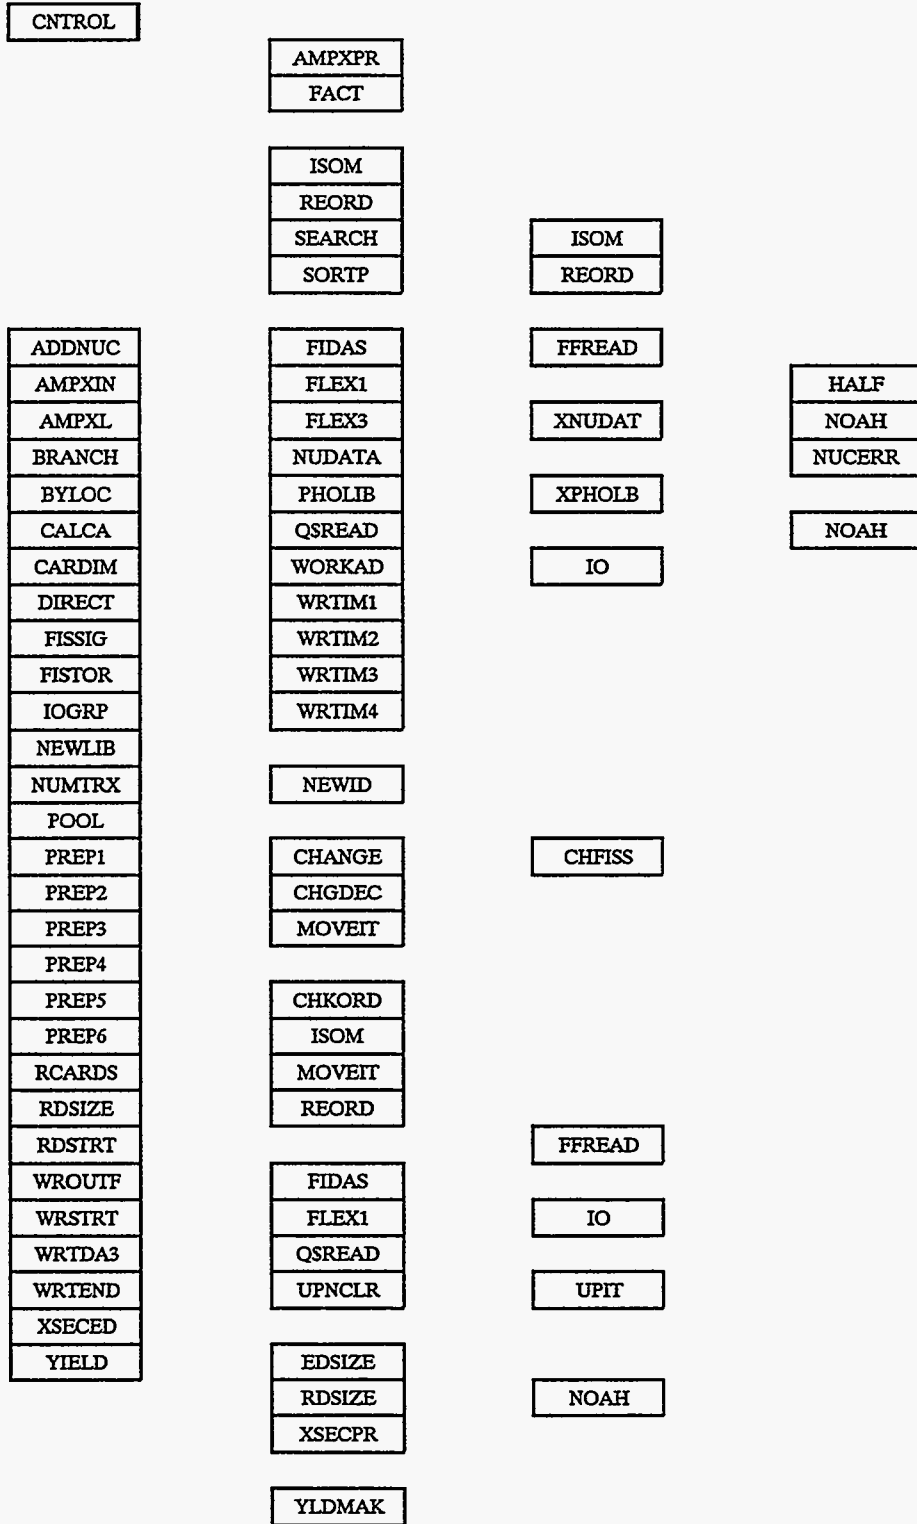 CNTROL
AMPXPR
FACT
ISOM
REORD
SEARCH
SORTP
ISOM
REORD
ADDNUC
AMPXIN
AMPXL
BRANCH
BYLOC
CALCA
CARDIM
DIRECT
FISSIG
FISTOR
IOGRP
NEWLIB
NUMTRX
POOL
PREP1
PREP2
PREP3
PREP4
PREP5
PREP6
RCARDS
RDSIZE
RDSTRT
WROUTF
WRSTRT
WRTDA3
WRTEND
XSECED
YIELD
FIDAS
FLEX1
FLEX3
NUDATA
PHOLIB
QSREAD
WORKAD
WRTIM1
WRTIM2
WRTIM3
WRTIM4
NEWID
CHANGE
CHGDEC
MOVEIT
CHKORD
ISOM
MOVEIT
REORD
FIDAS
FLEX1
QSREAD
UPNCLR
EDSIZE
RDSIZE
XSECPR
YLDMAK
FFREAD
XNUDAT
XPHOLB
IO
CHFISS
FFREAD
IO
UPIT
NOAH
HALF
NOAH
NUCERR
NOAH